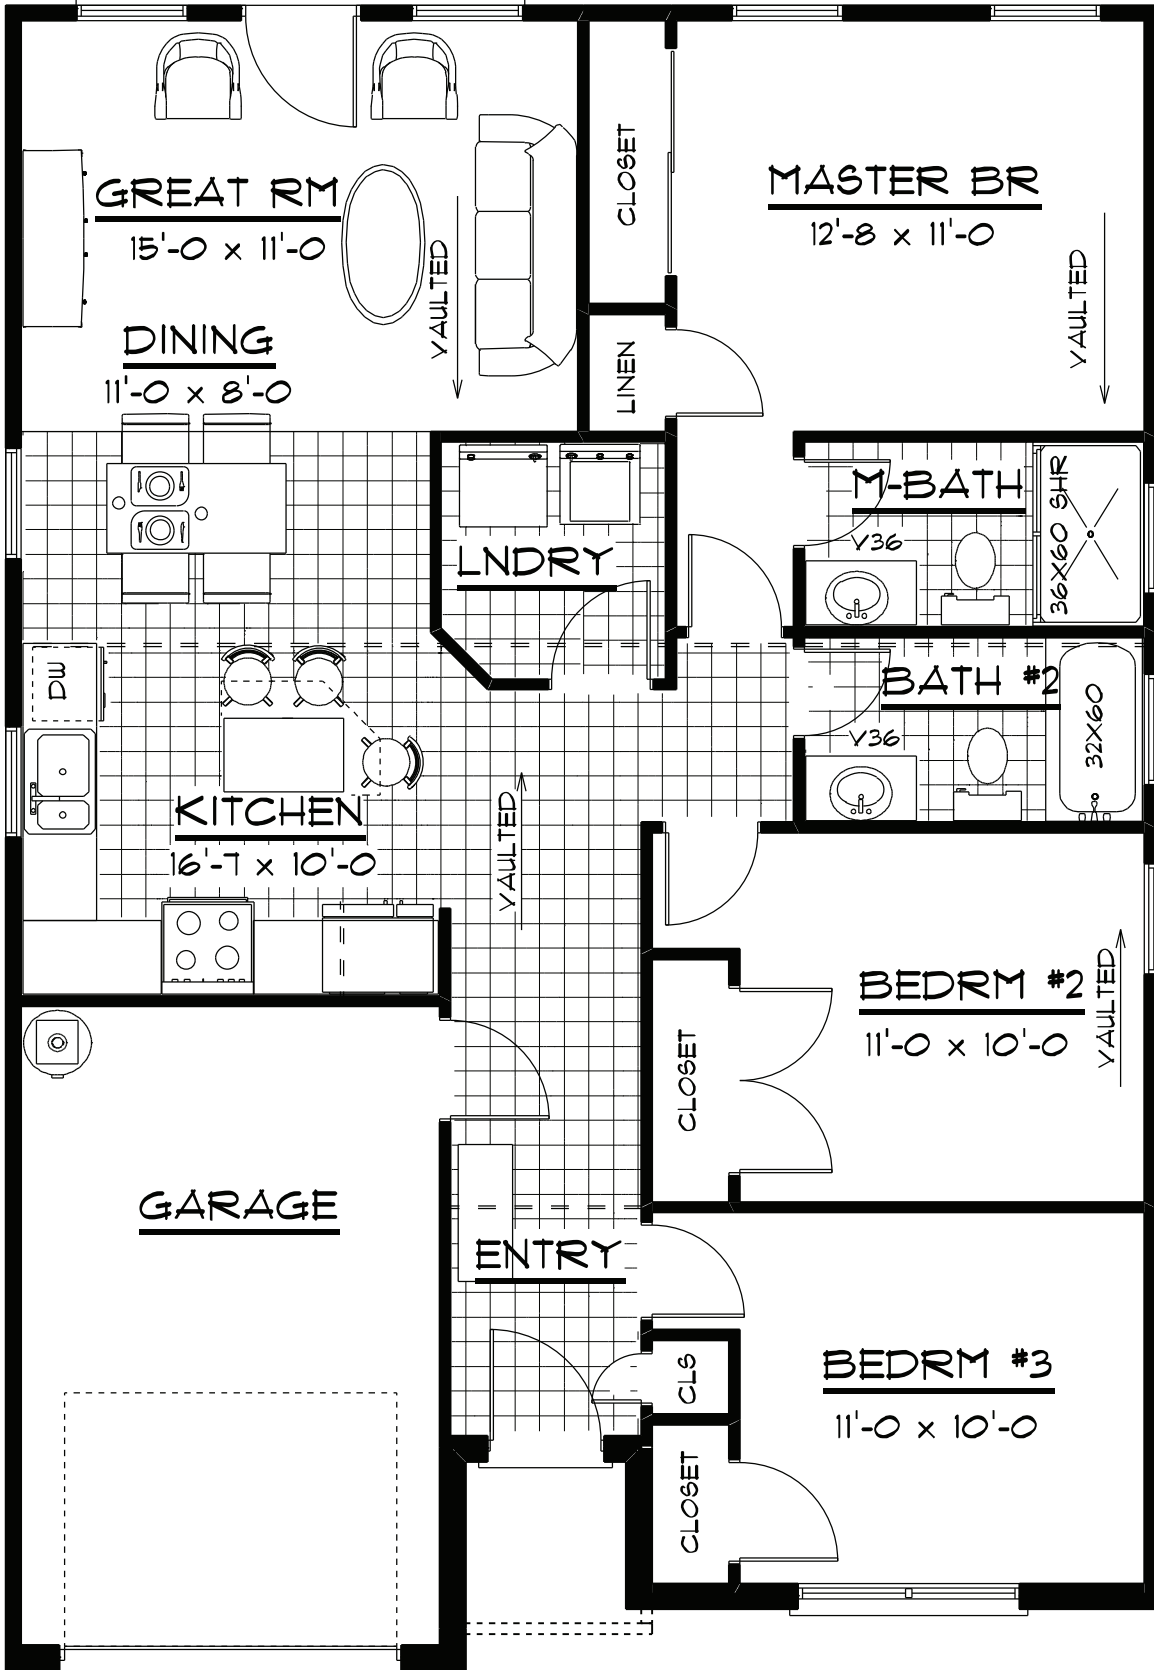 CLOSET
MASTER BR
12'-8 x 11'-0
VAULTED
GREAT RM
15'-0 x 11'-0
VAULTED
DINING
11'-0 x 8'-0
LINEN
M-BATH
V36
36X60 SHR
LNDRY
DW
BATH #2
V36
32X60
KITCHEN
16'-7 x 10'-0
VAULTED
BEDRM #2
11'-0 x 10'-0
VAULTED
CLOSET
GARAGE
ENTRY
CLS
BEDRM #3
11'-0 x 10'-0
CLOSET